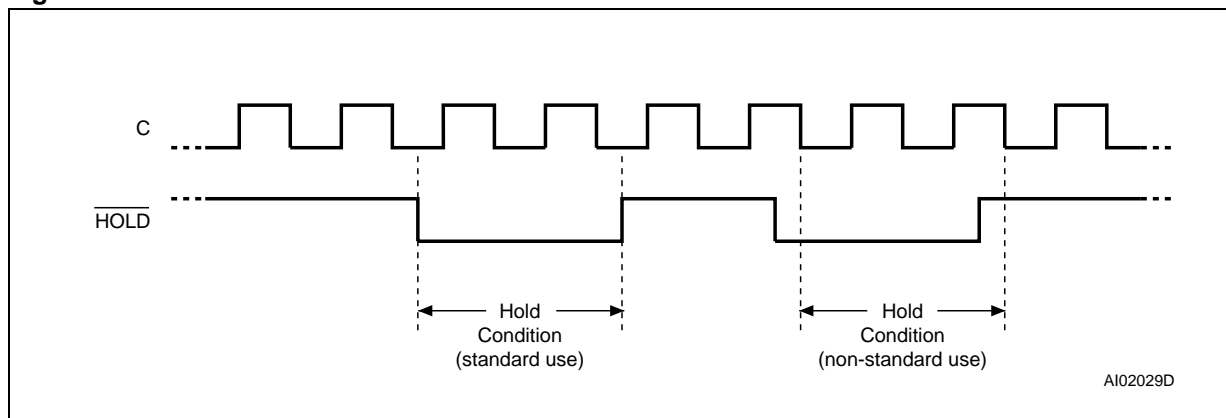 C
HOLD
Hold
Condition
(standard use)
Hold
Condition
(non-standard use)
AI02029D